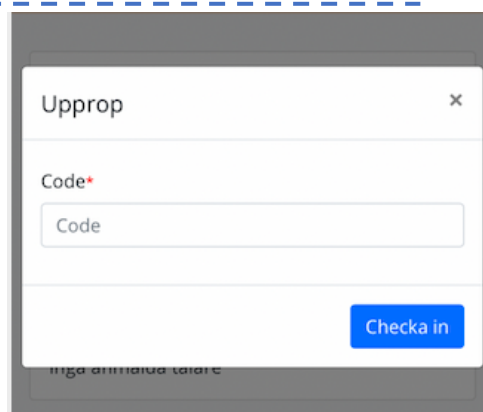 Upprop ×
Code*
Code
Checka in
Inga anmälda talare